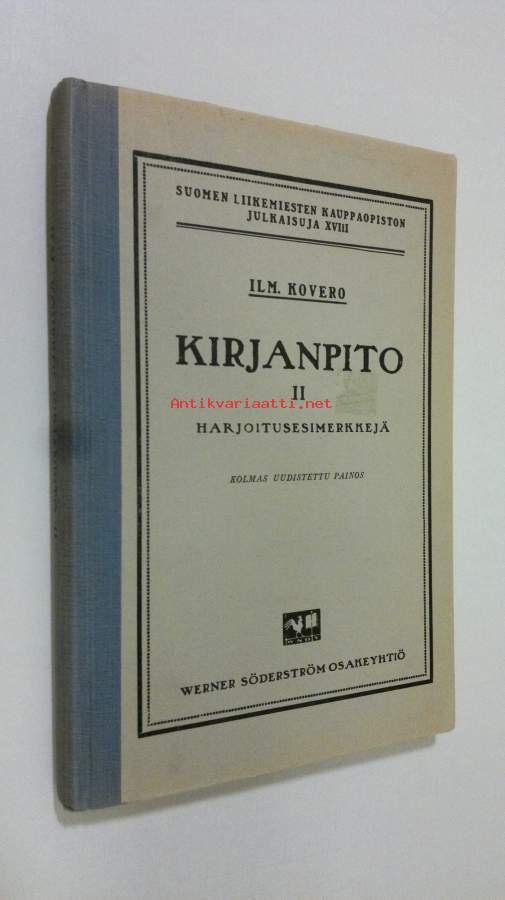 SUOMEN LIIKEMIESTEN KAUPPAOPISTON
JULKAISUJA XVIII
ILM. KOVERO
KIRJANPITO
II
Antikvariaatti.net
HARJOITUSESIMERKKEJÄ
KOLMAS UUDISTETTU PAINOS
WERNER SÖDERSTRÖM OSAKEYHTIÖ